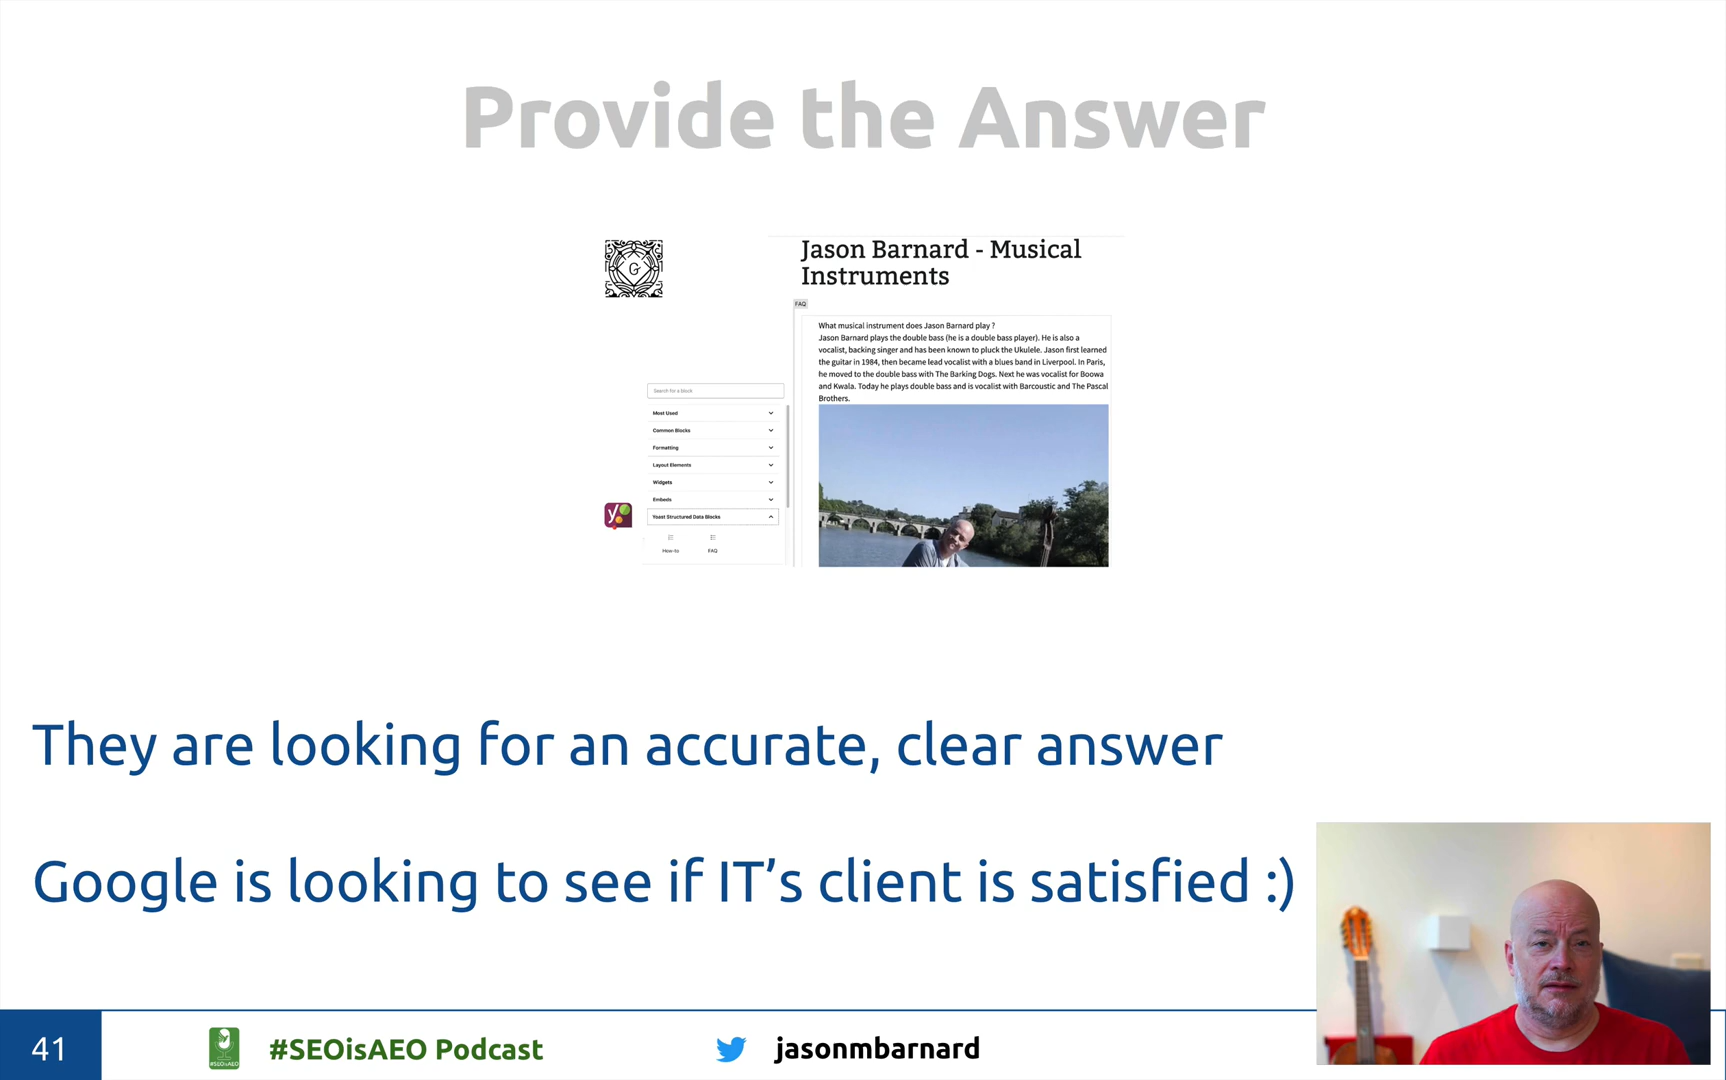 Provide the Answer
G
Jason Barnard - Musical
Instruments
FAQ
What musical instrument does Jason Barnard play ?
Jason Barnard plays the double bass (he is a double bass player). He is also a
vocalist, backing singer and has been known to pluck the Ukulele. Jason first learned
the guitar in 1984, then became lead vocalist with a blues band in Liverpool. In Paris,
he moved to the double bass with The Barking Dogs. Next he was vocalist for Boowa
and Kwala. Today he plays double bass and is vocalist with Barcoustic and The Pascal
Brothers.
Search for a block
Most Used
Common Blocks
Formatting
Layout Elements
Widgets
Embeds
y
Yoast Structured Data Blocks
How-to
FAQ
They are looking for an accurate, clear answer
Google is looking to see if IT’s client is satisfied :)
41
#SEOisAEO
#SEOisAEO Podcast
jasonmbarnard